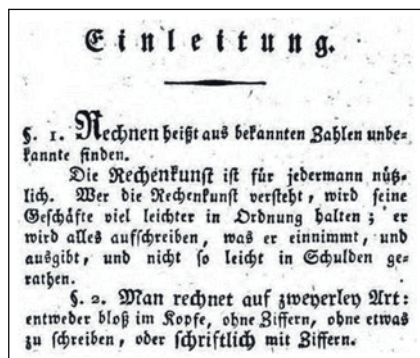 Einleitung.
§. 1. Rechnen heißt aus bekannten Zahlen unbe-
kannte finden.
Die Rechenkunst ist für jedermann nütz-
lich. Wer die Rechenkunst versteht, wird seine
Geschäfte viel leichter in Ordnung halten; er
wird alles aufschreiben, was er einnimmt, und
ausgibt, und nicht so leicht in Schulden ge-
rathen.
§. 2. Man rechnet auf zweyerley Art:
entweder bloß im Kopfe, ohne Ziffern, ohne etwas
zu schreiben, oder schriftlich mit Ziffern.